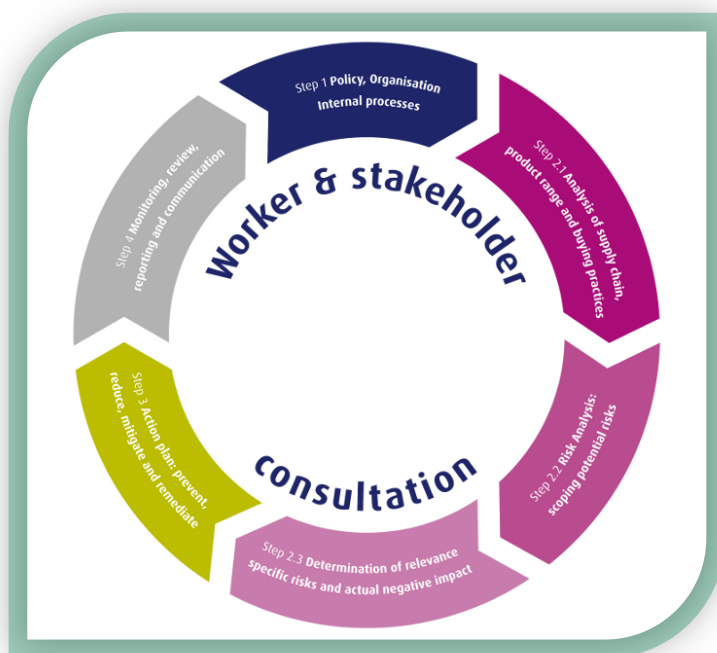 Step 1 Policy, Organisation
Internal processes
Step 2.1 Analysis of supply chain,
product range and buying practices
Step 2.2 Risk Analysis:
scoping potential risks
Step 2.3 Determination of relevance
specific risks and actual negative impact
Step 3 Action plan: prevent,
reduce, mitigate and remediate
Step 4 Monitoring, review,
reporting and communication
Worker & stakeholder
consultation